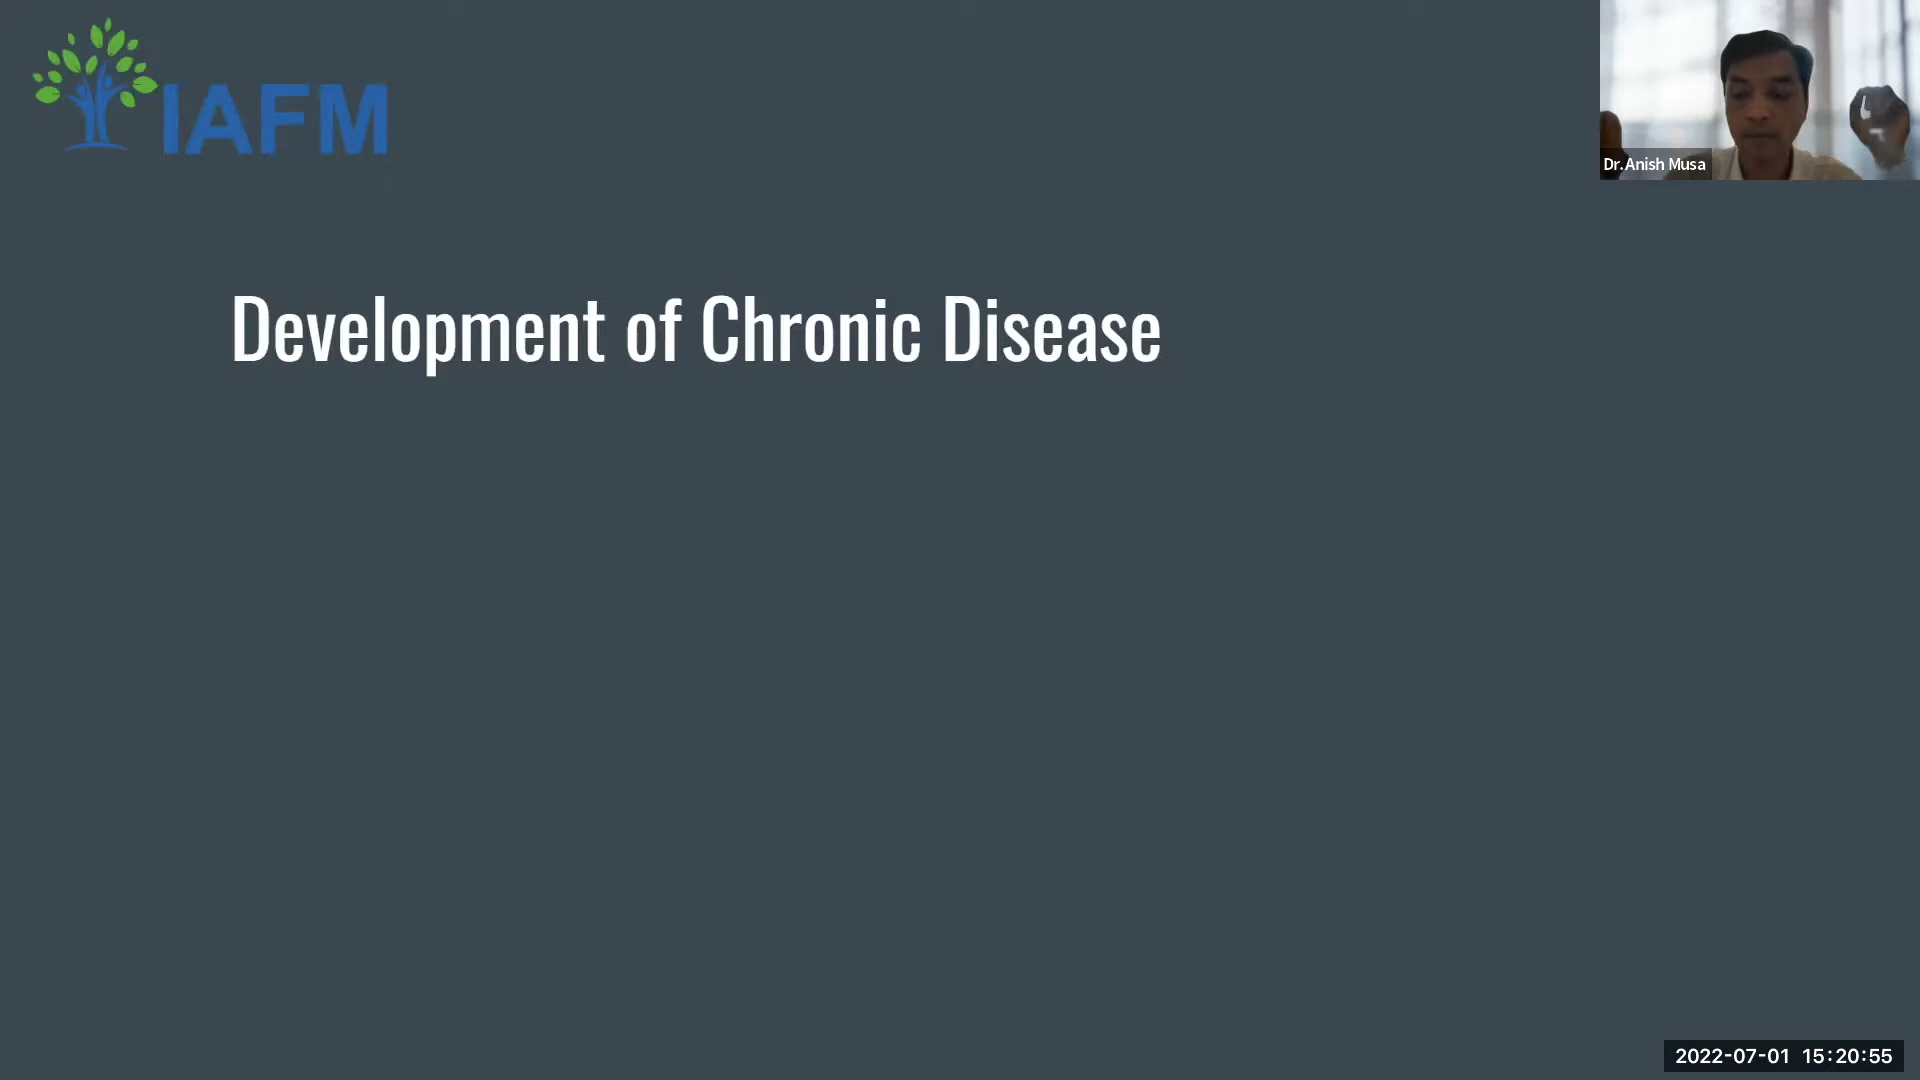 IAFM
Dr. Anish Musa
Development of Chronic Disease
2022-07-01 15:20:55